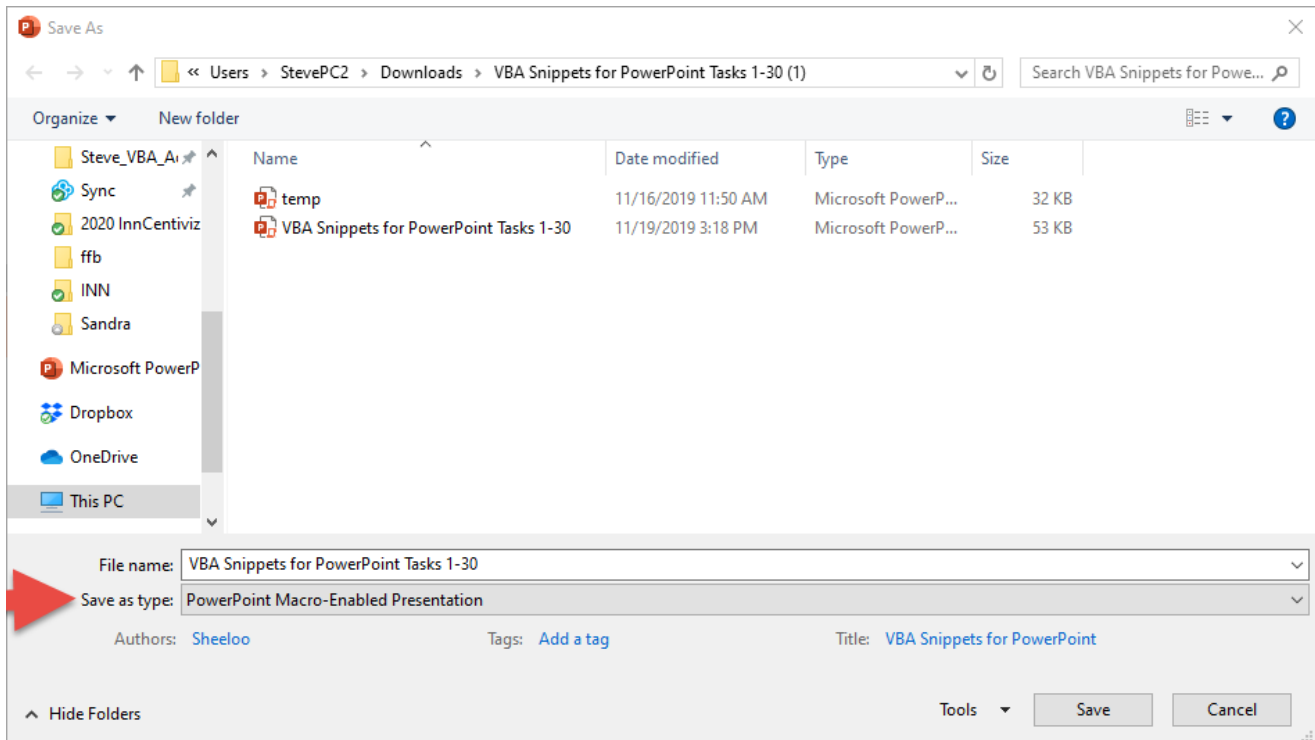 Save As
« Users > StevePC2 > Downloads > VBA Snippets for PowerPoint Tasks 1-30 (1)
Search VBA Snippets for Powe...
Organize
New folder
Name
Date modified
Type
Size
Steve_VBA_A
Sync
2020 InnCentiviz
ffb
INN
Sandra
Microsoft PowerP
Dropbox
OneDrive
This PC
temp 11/16/2019 11:50 AM Microsoft PowerP... 32 KB
VBA Snippets for PowerPoint Tasks 1-30 11/19/2019 3:18 PM Microsoft PowerP... 53 KB
File name: VBA Snippets for PowerPoint Tasks 1-30
Save as type: PowerPoint Macro-Enabled Presentation
Authors: Sheeloo Tags: Add a tag Title: VBA Snippets for PowerPoint
Hide Folders
Tools
Save
Cancel